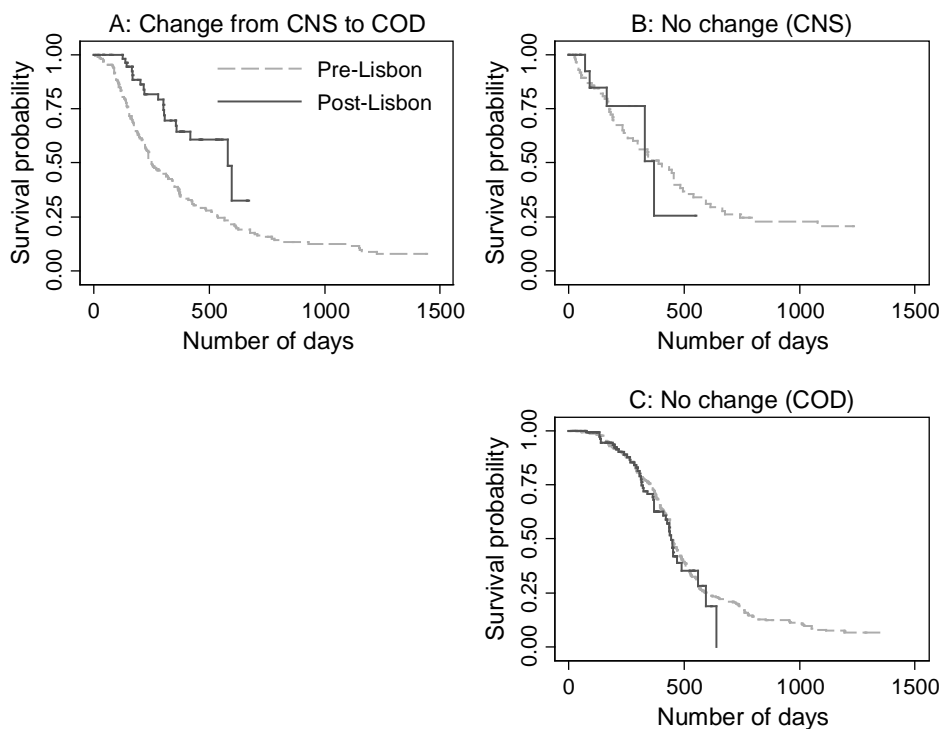 A: Change from CNS to COD
Survival probability
1.00
0.75
0.50
0.25
0.00
Pre-Lisbon
Post-Lisbon
0 500 1000 1500
Number of days
B: No change (CNS)
Survival probability
1.00
0.75
0.50
0.25
0.00
0 500 1000 1500
Number of days
C: No change (COD)
Survival probability
1.00
0.75
0.50
0.25
0.00
0 500 1000 1500
Number of days